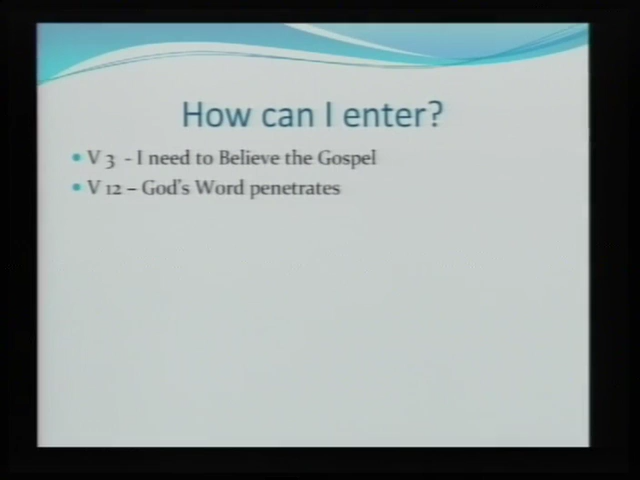 How can I enter?
• V 3 - I need to Believe the Gospel
• V 12 – God's Word penetrates